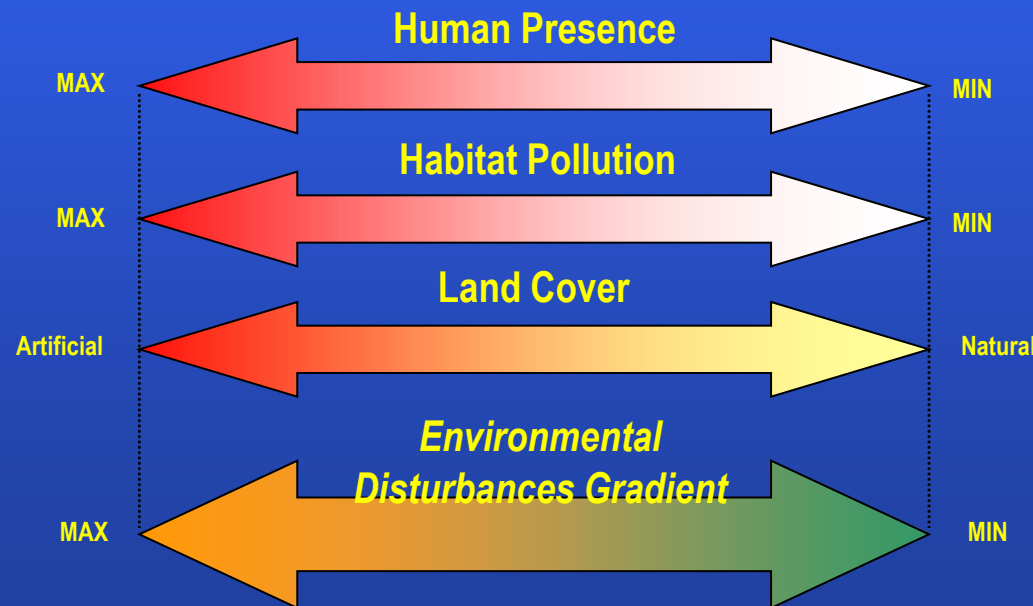 Human Presence
MAX
MIN
Habitat Pollution
MAX
MIN
Land Cover
Artificial
Natural
Environmental
Disturbances Gradient
MAX
MIN